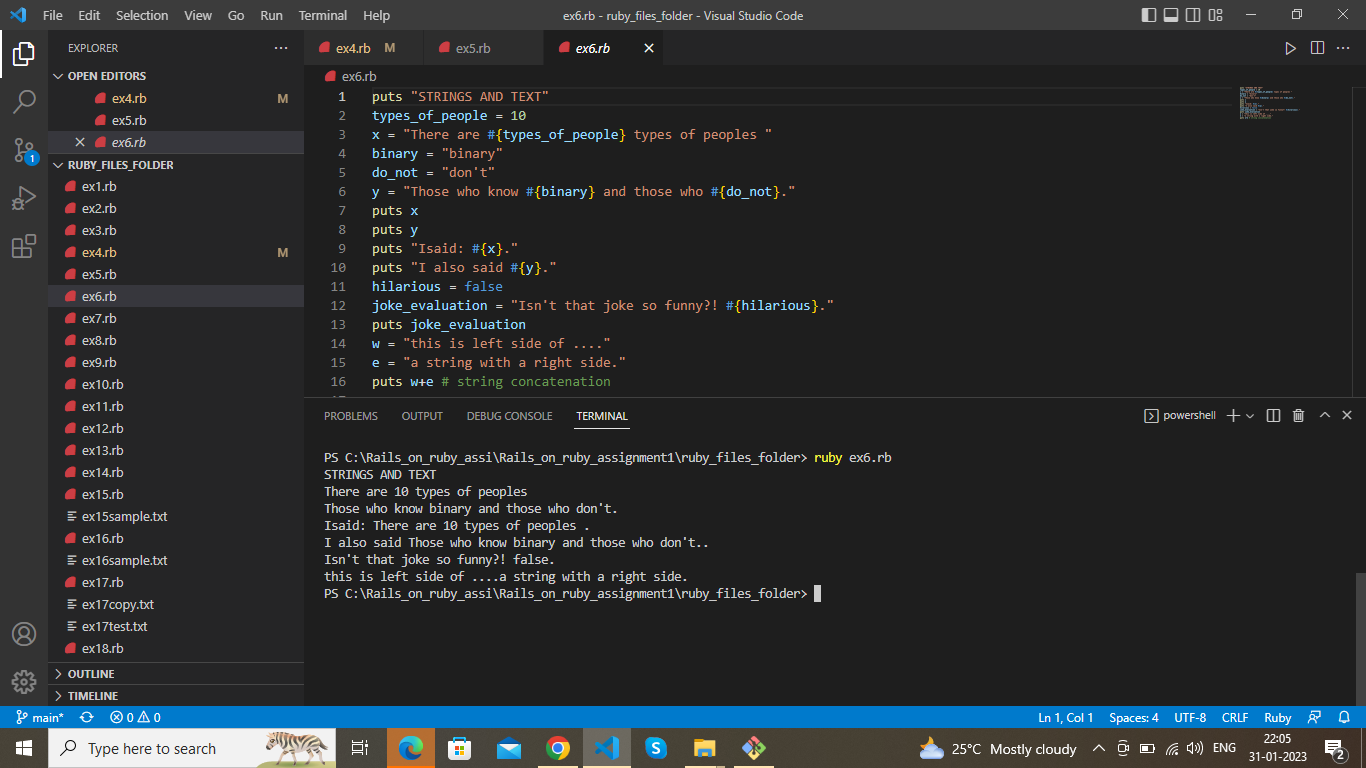 File Edit Selection View Go Run Terminal Help ex6.rb - ruby_files_folder - Visual Studio Code
EXPLORER
OPEN EDITORS
ex4.rb M
ex5.rb
ex6.rb
RUBY_FILES_FOLDER
ex1.rb
ex2.rb
ex3.rb
ex4.rb M
ex5.rb
ex6.rb
ex7.rb
ex8.rb
ex9.rb
ex10.rb
ex11.rb
ex12.rb
ex13.rb
ex14.rb
ex15.rb
ex15sample.txt
ex16.rb
ex16sample.txt
ex17.rb
ex17copy.txt
ex17test.txt
ex18.rb
OUTLINE
TIMELINE
1
ex4.rb M ex5.rb ex6.rb
ex6.rb
1 puts "STRINGS AND TEXT"
2 types_of_people = 10
3 x = "There are #{types_of_people} types of peoples "
4 binary = "binary"
5 do_not = "don't"
6 y = "Those who know #{binary} and those who #{do_not}."
7 puts x
8 puts y
9 puts "Isaid: #{x}."
10 puts "I also said #{y}."
11 hilarious = false
12 joke_evaluation = "Isn't that joke so funny?! #{hilarious}."
13 puts joke_evaluation
14 w = "this is left side of ...."
15 e = "a string with a right side."
16 puts w+e # string concatenation
PROBLEMS OUTPUT DEBUG CONSOLE TERMINAL powershell
PS C:\Rails_on_ruby_assi\Rails_on_ruby_assignment1\ruby_files_folder> ruby ex6.rb
STRINGS AND TEXT
There are 10 types of peoples
Those who know binary and those who don't.
Isaid: There are 10 types of peoples .
I also said Those who know binary and those who don't..
Isn't that joke so funny?! false.
this is left side of ....a string with a right side.
PS C:\Rails_on_ruby_assi\Rails_on_ruby_assignment1\ruby_files_folder>
main* 0 0 Ln 1, Col 1 Spaces: 4 UTF-8 CRLF Ruby
Type here to search 25°C Mostly cloudy ENG 22:05
31-01-2023
2